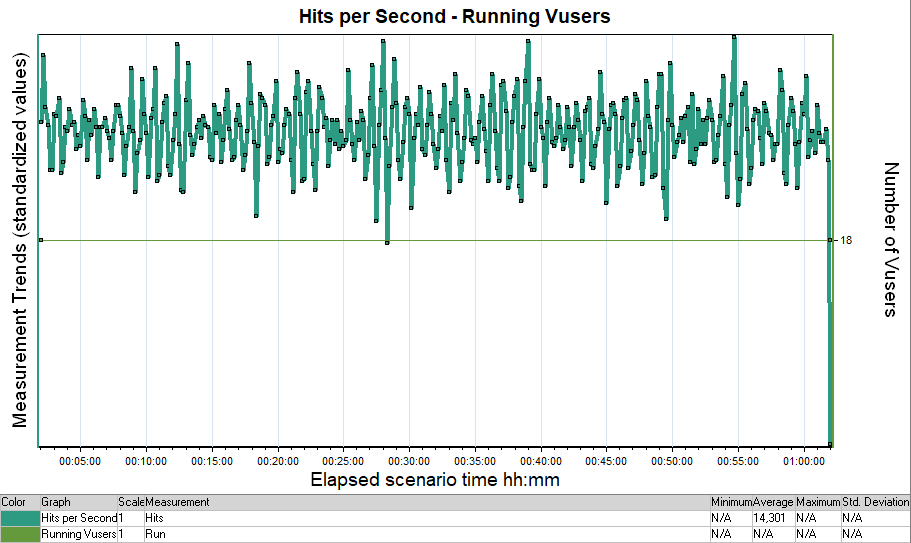 Hits per Second - Running Vusers
Measurement Trends (standardized values)
Number of Vusers
18
00:05:00 00:10:00 00:15:00 00:20:00 00:25:00 00:30:00 00:35:00 00:40:00 00:45:00 00:50:00 00:55:00 01:00:00
Elapsed scenario time hh:mm
Color Graph Scale Measurement Minimum Average Maximum Std. Deviation
Hits per Second 1 Hits N/A 14,301 N/A N/A
Running Vusers 1 Run N/A N/A N/A N/A